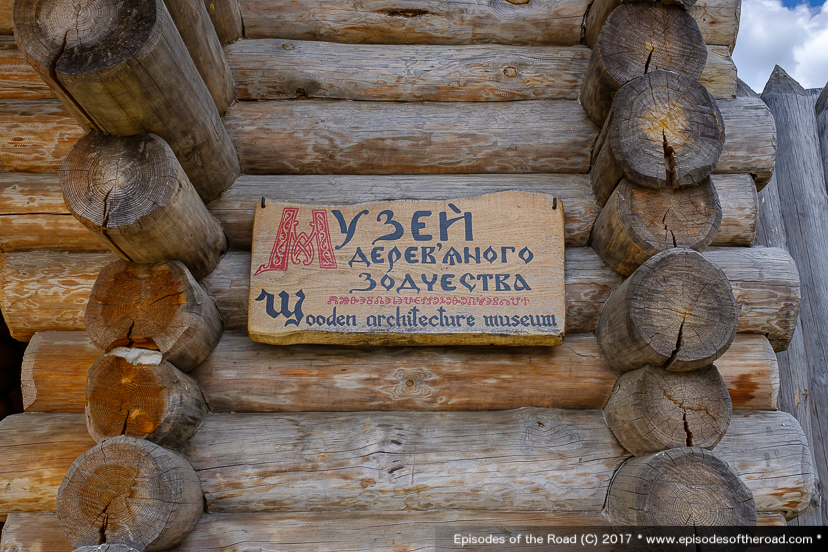 Музей
дерев'яного
зодчества
Wooden architecture museum
Episodes of the Road (C) 2017 * www.episodesoftheroad.com *